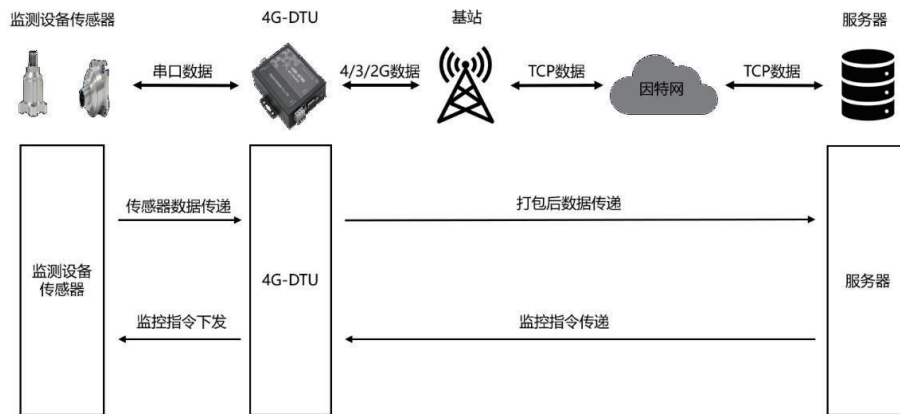 监测设备传感器
4G-DTU
基站
服务器
串口数据
4/3/2G数据
TCP数据
因特网
TCP数据
传感器数据传递
打包后数据传递
监测设备
传感器
4G-DTU
服务器
监控指令下发
监控指令传递